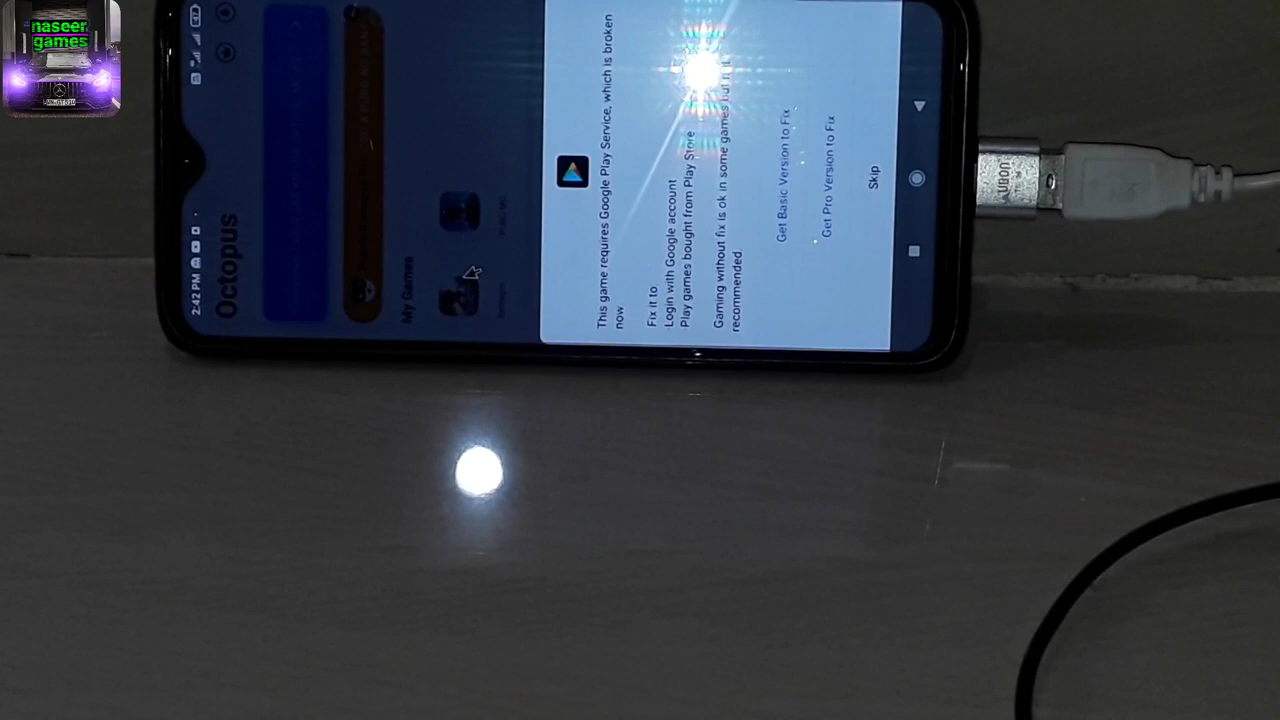 naseer
games
2:42 PM
47
Octopus
My Games
This game requires Google Play Service, which is broken
now
Fix it to
Login with Google account
Play games bought from Play Store
Gaming without fix is ok in some games but not
recommended.
Get Basic Version to Fix
Get Pro Version to Fix
Skip
UBON